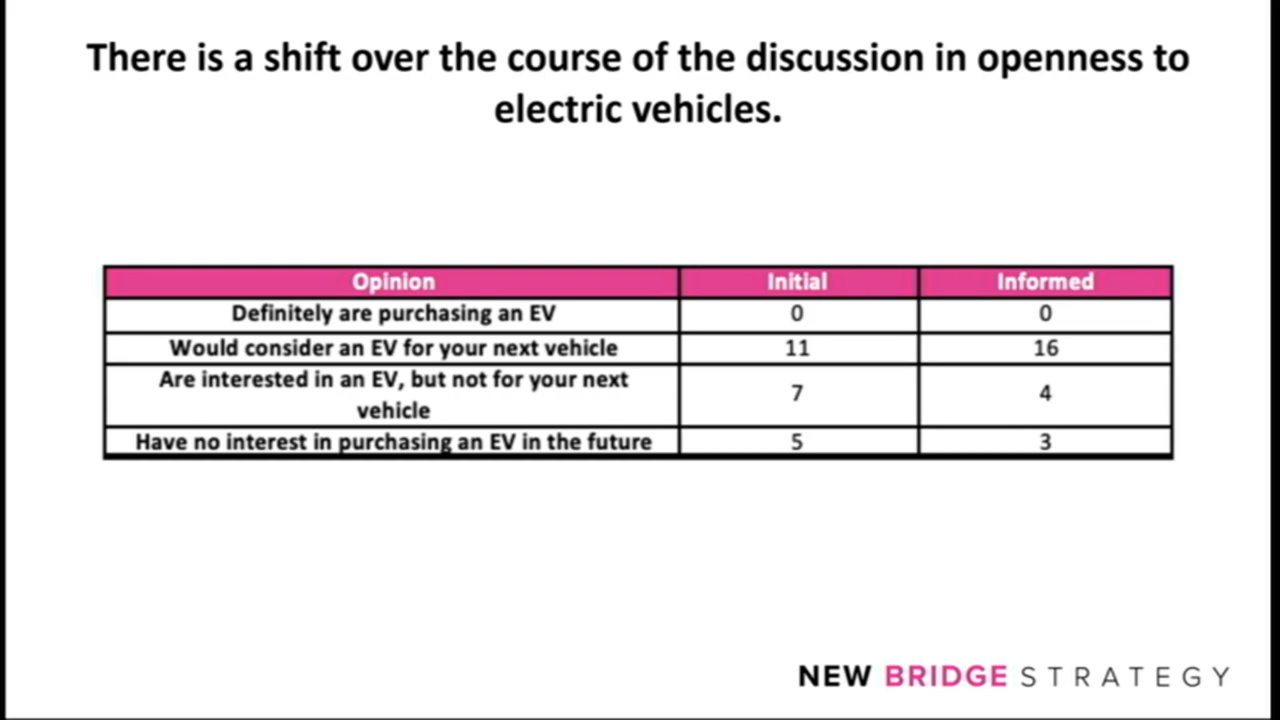 There is a shift over the course of the discussion in openness to
electric vehicles.
Opinion Initial Informed
Definitely are purchasing an EV 0 0
Would consider an EV for your next vehicle 11 16
Are interested in an EV, but not for your next
vehicle 7 4
Have no interest in purchasing an EV in the future 5 3
NEW BRIDGE STRATEGY